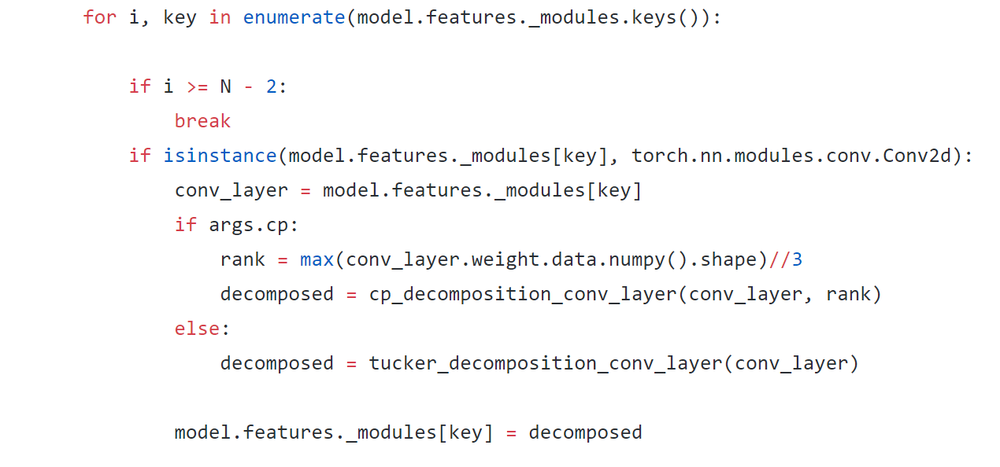 for i, key in enumerate(model.features._modules.keys()):
if i >= N - 2:
break
if isinstance(model.features._modules[key], torch.nn.modules.conv.Conv2d):
conv_layer = model.features._modules[key]
if args.cp:
rank = max(conv_layer.weight.data.numpy().shape)//3
decomposed = cp_decomposition_conv_layer(conv_layer, rank)
else:
decomposed = tucker_decomposition_conv_layer(conv_layer)
model.features._modules[key] = decomposed